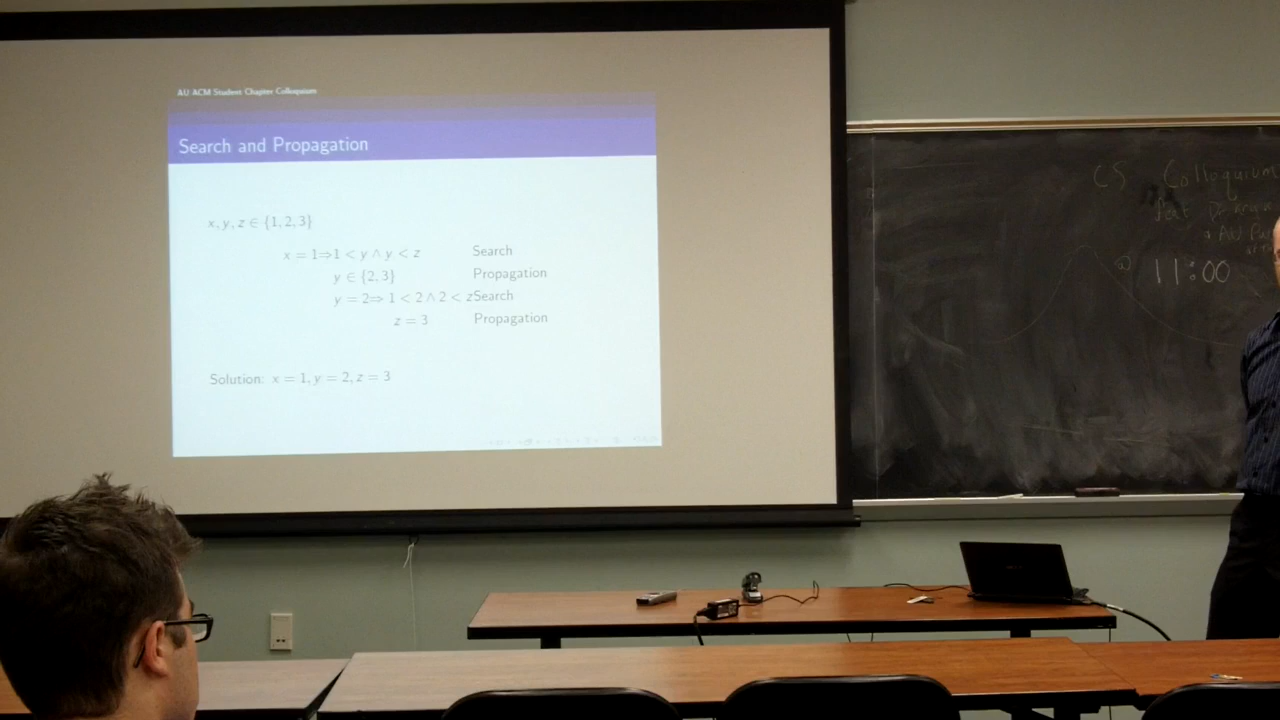 AU ACM Student Chapter Colloquium
Search and Propagation
x, y, z ∈ {1, 2, 3}
x = 1⇒1 < y ∧ y < z Search
y ∈ {2, 3} Propagation
y = 2⇒ 1 < 2 ∧ 2 < z Search
z = 3 Propagation
Solution: x = 1, y = 2, z = 3
CS Colloquium
11:00